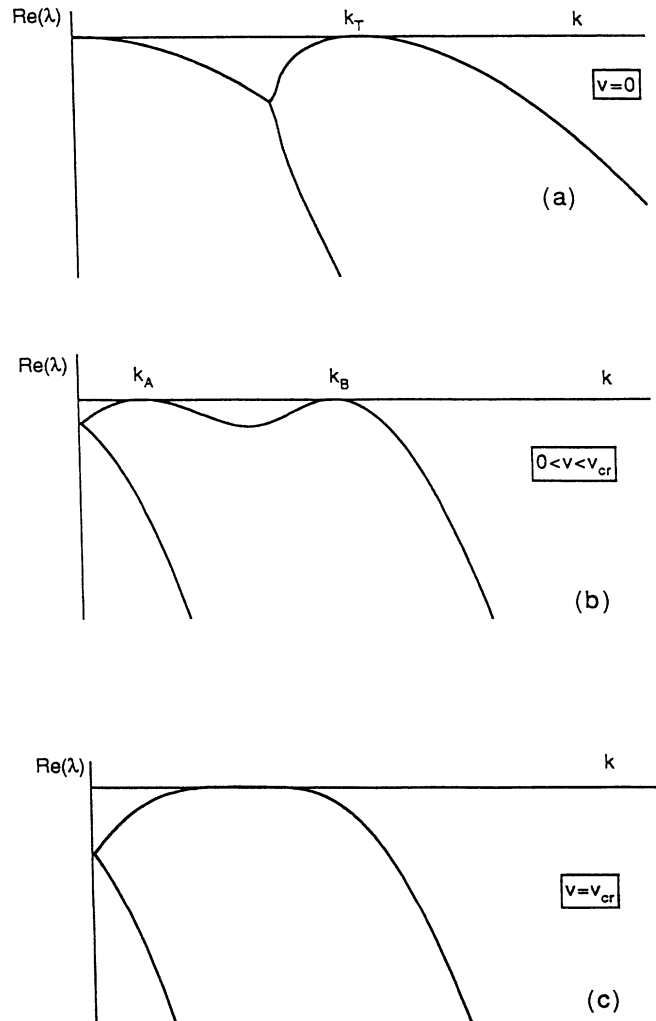 Re(λ) k_T k
v=0
(a)
Re(λ) k_A k_B k
0<v<v_cr
(b)
Re(λ) k
v=v_cr
(c)